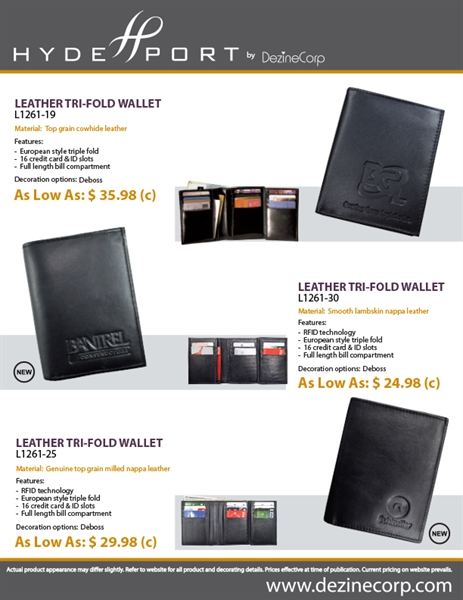 HYDE PORT by DezineCorp
LEATHER TRI-FOLD WALLET
L1261-19
Material: Top grain cowhide leather
Features:
- European style triple fold
- 16 credit card & ID slots
- Full length bill compartment
Decoration options: Deboss
As Low As: $ 35.98 (c)
LEATHER TRI-FOLD WALLET
L1261-30
Material: Smooth lambskin nappa leather
Features:
- RFID technology
- European style triple fold
- 16 credit card & ID slots
- Full length bill compartment
Decoration options: Deboss
As Low As: $ 24.98 (c)
BANTREL
CONSTRUCTORS
NEW
LEATHER TRI-FOLD WALLET
L1261-25
Material: Genuine top grain milled nappa leather
Features:
- RFID technology
- European style triple fold
- 16 credit card & ID slots
- Full length bill compartment
Decoration options: Deboss
As Low As: $ 29.98 (c)
NEW
Actual product appearance may differ slightly. Refer to website for all product and decorating details. Prices effective at time of publication. Current pricing on website prevails.
www.dezinecorp.com